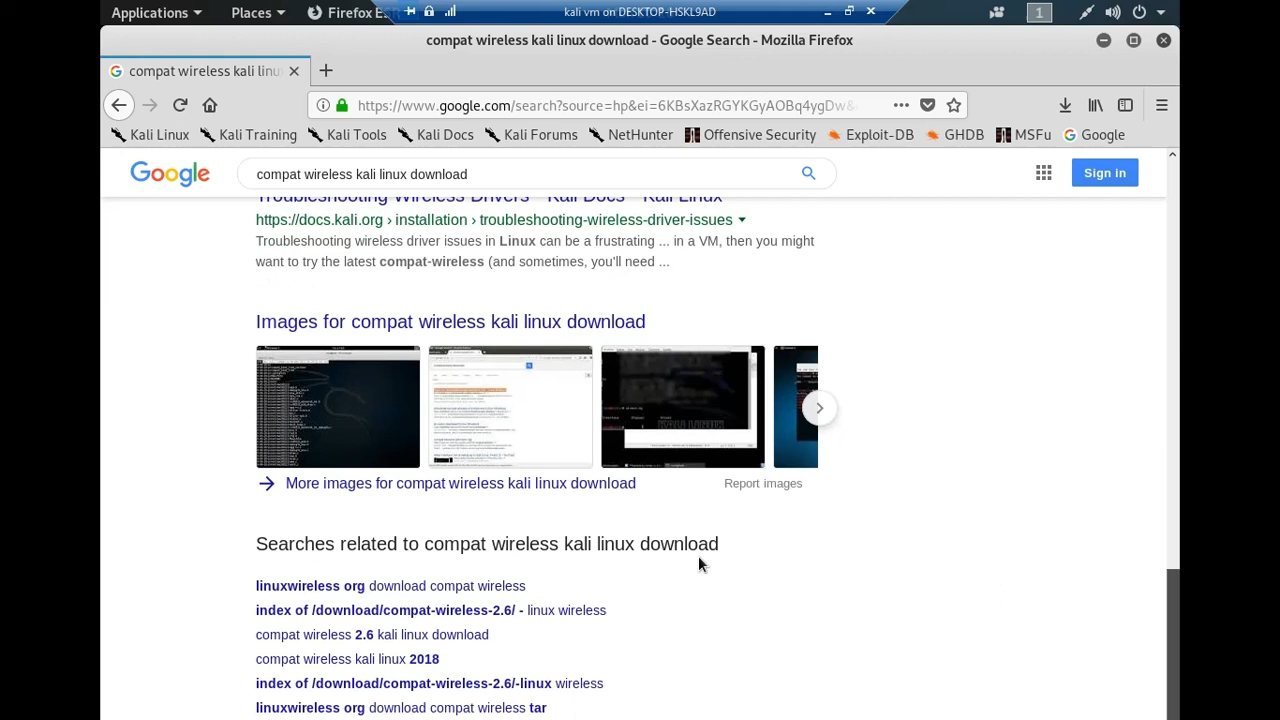 Applications
Places
Firefox ES
kali vm on DESKTOP-HSKL9AD
1
compat wireless kali linux download - Google Search - Mozilla Firefox
compat wireless kali linu
https://www.google.com/search?source=hp&ei=6KBsXazRGYKgyAOBq4ygDw&
Kali Linux
Kali Training
Kali Tools
Kali Docs
Kali Forums
NetHunter
Offensive Security
Exploit-DB
GHDB
MSFu
Google
Google
compat wireless kali linux download
Sign in
Troubleshooting Wireless Drivers - Kali Docs - Kali Linux
https://docs.kali.org › installation › troubleshooting-wireless-driver-issues
Troubleshooting wireless driver issues in Linux can be a frustrating ... in a VM, then you might
want to try the latest compat-wireless (and sometimes, you'll need ...
Images for compat wireless kali linux download
More images for compat wireless kali linux download
Report images
Searches related to compat wireless kali linux download
linuxwireless org download compat wireless
index of /download/compat-wireless-2.6/ - linux wireless
compat wireless 2.6 kali linux download
compat wireless kali linux 2018
index of /download/compat-wireless-2.6/-linux wireless
linuxwireless org download compat wireless tar